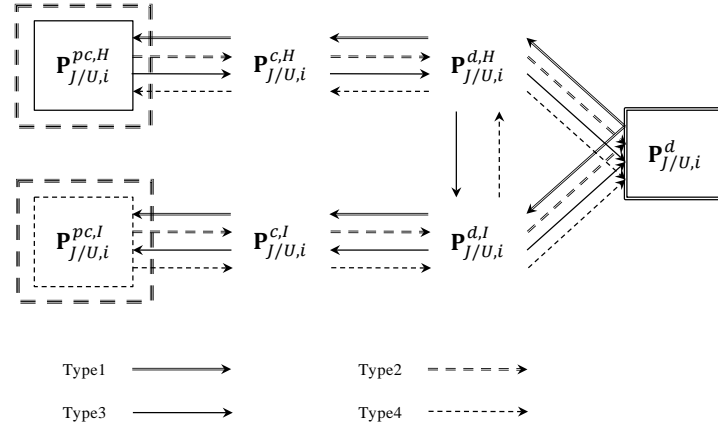 P^{pc,H}_{J/U,i} P^{c,H}_{J/U,i} P^{d,H}_{J/U,i}
P^{d}_{J/U,i}
P^{pc,I}_{J/U,i} P^{c,I}_{J/U,i} P^{d,I}_{J/U,i}
Type1 Type2
Type3 Type4